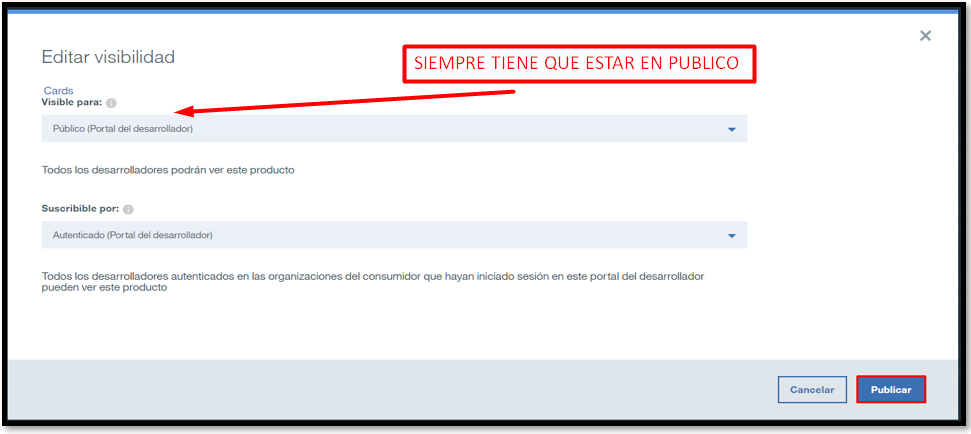 Editar visibilidad
SIEMPRE TIENE QUE ESTAR EN PUBLICO
Cards
Visible para:
Público (Portal del desarrollador)
Todos los desarrolladores podrán ver este producto
Suscribible por:
Autenticado (Portal del desarrollador)
Todos los desarrolladores autenticados en las organizaciones del consumidor que hayan iniciado sesión en este portal del desarrollador
pueden ver este producto
Cancelar
Publicar